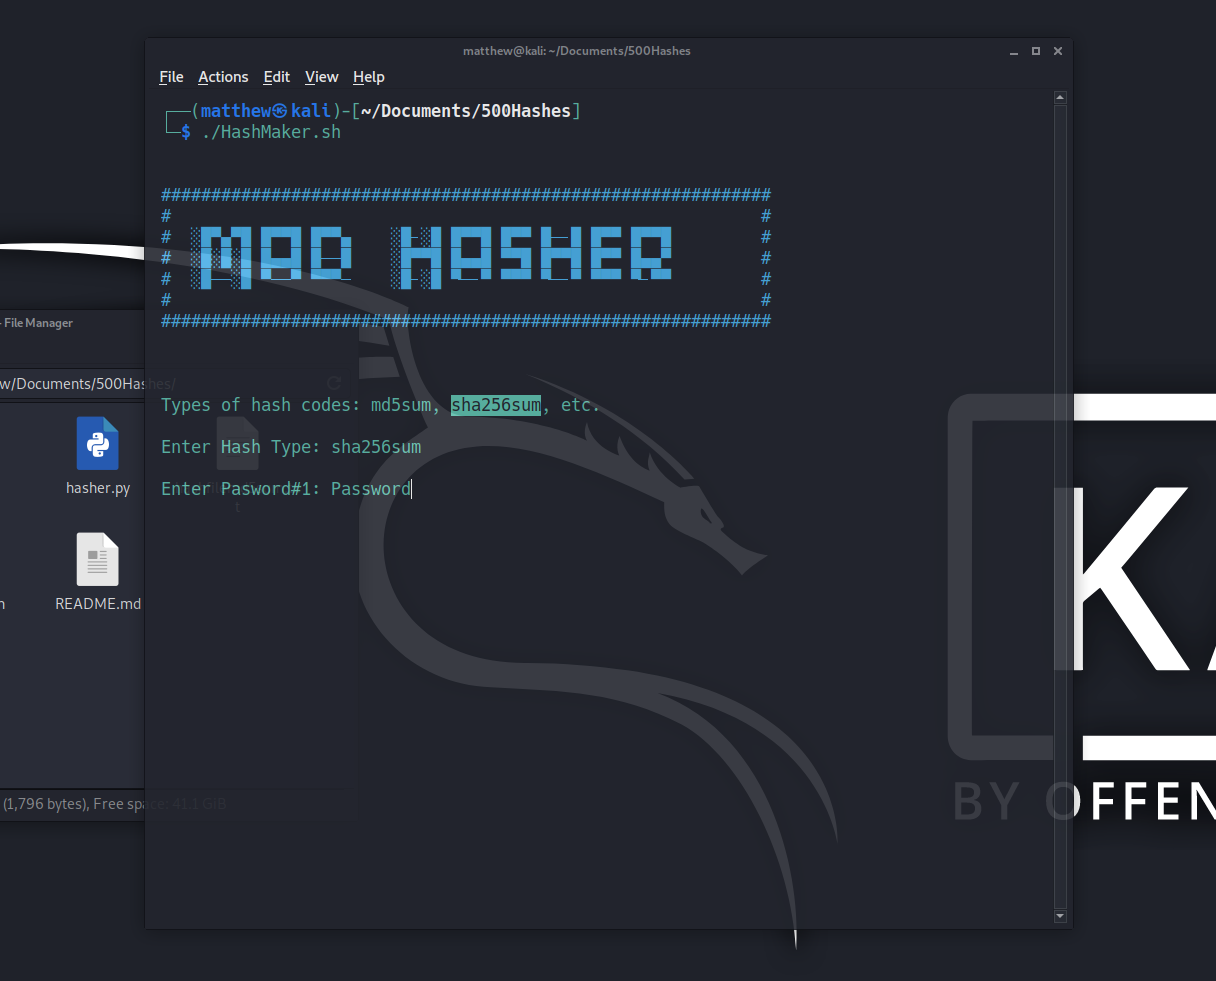 matthew@kali: ~/Documents/500Hashes
File Actions Edit View Help
┌──(matthew㉿kali)-[~/Documents/500Hashes]
└─$ ./HashMaker.sh
#############################################################
# #
# MAD HASHER #
# #
#############################################################
- File Manager
w/Documents/500Hashes/
Types of hash codes: md5sum, sha256sum, etc.
Enter Hash Type: sha256sum
hasher.py
Enter Pasword#1: Password
t
README.md
(1,796 bytes), Free space: 41.1 GiB
KA
BY OFFEN